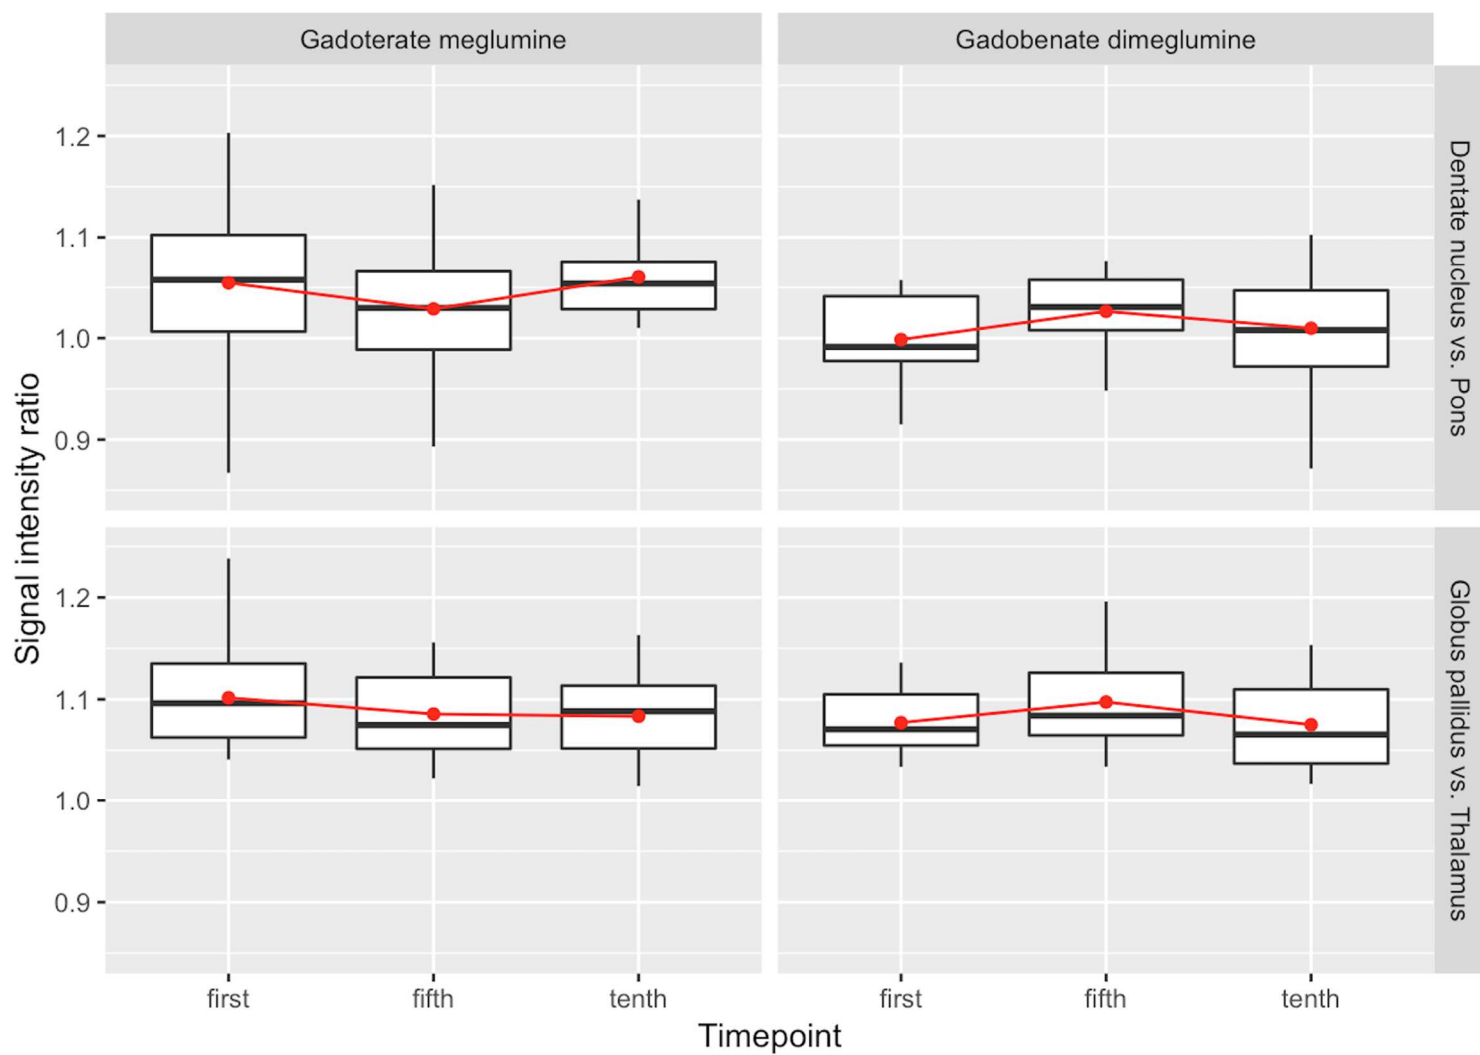 Gadoterate meglumine
Gadobenate dimeglumine
Signal intensity ratio
1.2
1.1
1.0
0.9
Dentate nucleus vs. Pons
1.2
1.1
1.0
0.9
Globus pallidus vs. Thalamus
first
fifth
tenth
first
fifth
tenth
Timepoint